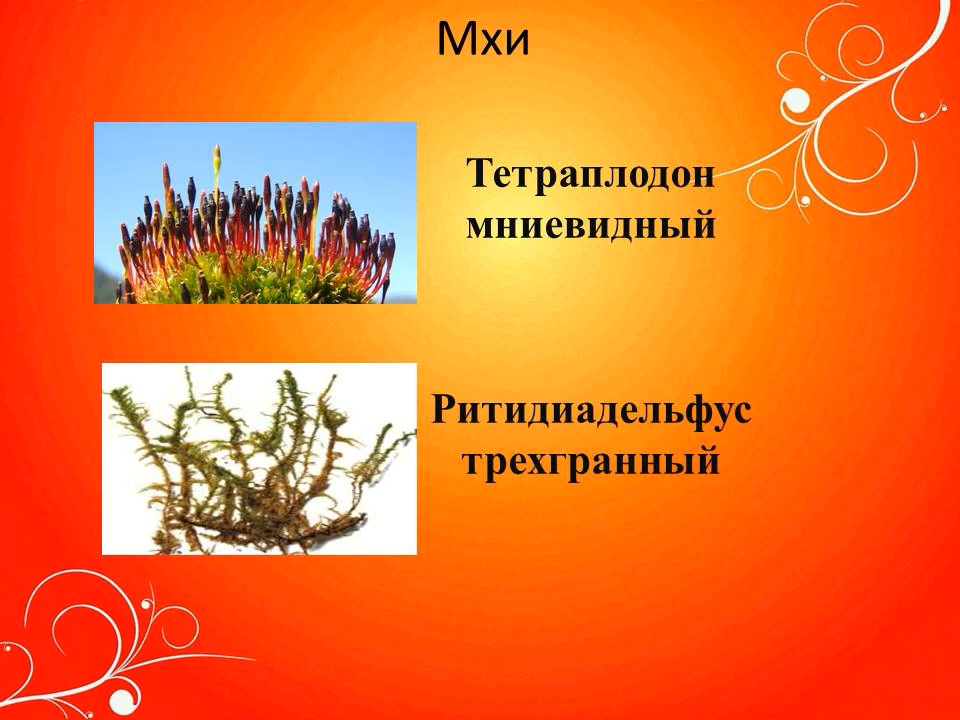 Мхи
Тетраплодон
мниевидный
Ритидиадельфус
трехгранный